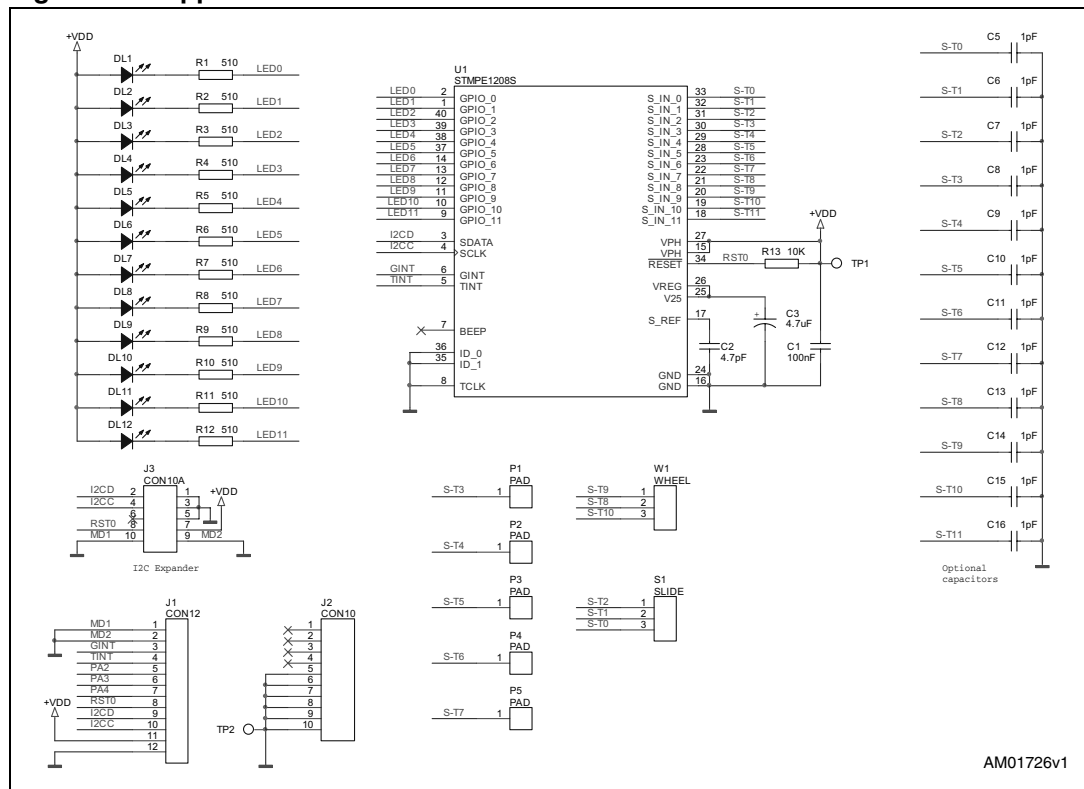 +VDD
DL1 R1 510 LED0
DL2 R2 510 LED1
DL3 R3 510 LED2
DL4 R4 510 LED3
DL5 R5 510 LED4
DL6 R6 510 LED5
DL7 R7 510 LED6
DL8 R8 510 LED7
DL9 R9 510 LED8
DL10 R10 510 LED9
DL11 R11 510 LED10
DL12 R12 510 LED11
U1
STMPE1208S
LED0 2 GPIO_0 S_IN_0 33 S-T0
LED1 1 GPIO_1 S_IN_1 32 S-T1
LED2 40 GPIO_2 S_IN_2 31 S-T2
LED3 39 GPIO_3 S_IN_3 30 S-T3
LED4 38 GPIO_4 S_IN_4 29 S-T4
LED5 37 GPIO_5 S_IN_5 28 S-T5
LED6 14 GPIO_6 S_IN_6 23 S-T6
LED7 13 GPIO_7 S_IN_7 22 S-T7
LED8 12 GPIO_8 S_IN_8 21 S-T8
LED9 11 GPIO_9 S_IN_9 20 S-T9
LED10 10 GPIO_10 S_IN_10 19 S-T10
LED11 9 GPIO_11 S_IN_11 18 S-T11
+VDD
I2CD 3 SDATA VPH 27
I2CC 4 SCLK VPH 15
RESET 34 RST0 R13 10K TP1
GINT 6 GINT
TINT 5 TINT
VREG 26
V25 25
7 BEEP S_REF 17
C3
4.7uF
C2
4.7pF
C1
100nF
36 ID_0
35 ID_1
8 TCLK
GND 24
GND 16
S-T0 C5 1pF
S-T1 C6 1pF
S-T2 C7 1pF
S-T3 C8 1pF
S-T4 C9 1pF
S-T5 C10 1pF
S-T6 C11 1pF
S-T7 C12 1pF
S-T8 C13 1pF
S-T9 C14 1pF
S-T10 C15 1pF
S-T11 C16 1pF
Optional
capacitors
J3
CON10A
+VDD
I2CD 2 1
I2CC 4 3
6 5
RST0 8 7
MD1 10 9 MD2
I2C Expander
P1
PAD
S-T3 1
P2
PAD
S-T4 1
P3
PAD
S-T5 1
P4
PAD
S-T6 1
P5
PAD
S-T7 1
W1
WHEEL
S-T9 1
S-T8 2
S-T10 3
S1
SLIDE
S-T2 1
S-T1 2
S-T0 3
J1
CON12
MD1 1
MD2 2
GINT 3
TINT 4
PA2 5
PA3 6
PA4 7
RST0 8
I2CD 9
I2CC 10
+VDD
11
12
J2
CON10
1
2
3
4
5
6
7
8
9
10
TP2
AM01726v1